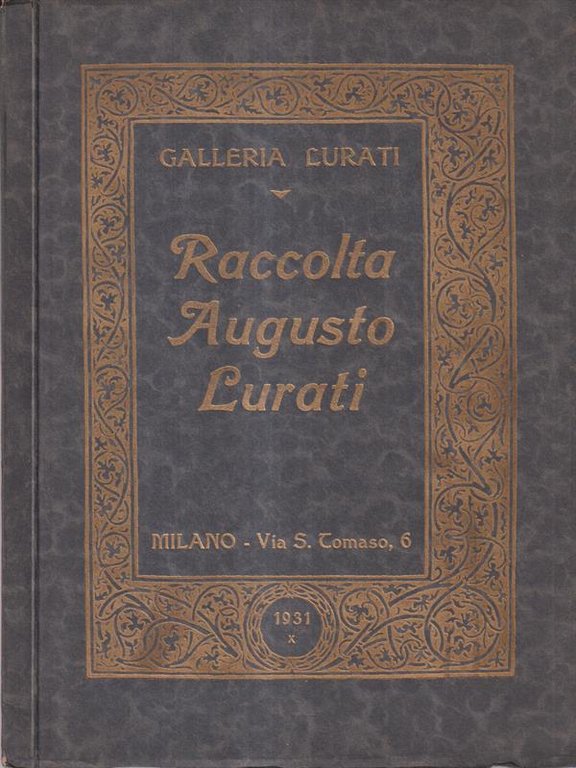 GALLERIA LURATI
Raccolta
Augusto
Lurati
MILANO - Via S. Tomaso, 6
1931
X